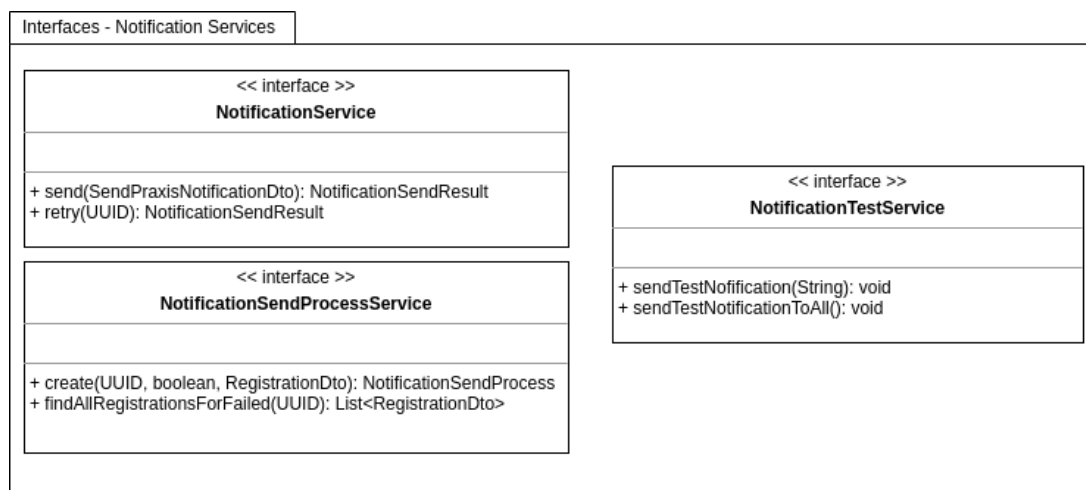 Interfaces - Notification Services
<< interface >>
NotificationService
+ send(SendPraxisNotificationDto): NotificationSendResult
+ retry(UUID): NotificationSendResult
<< interface >>
NotificationSendProcessService
+ create(UUID, boolean, RegistrationDto): NotificationSendProcess
+ findAllRegistrationsForFailed(UUID): List<RegistrationDto>
<< interface >>
NotificationTestService
+ sendTestNofification(String): void
+ sendTestNotificationToAll(): void